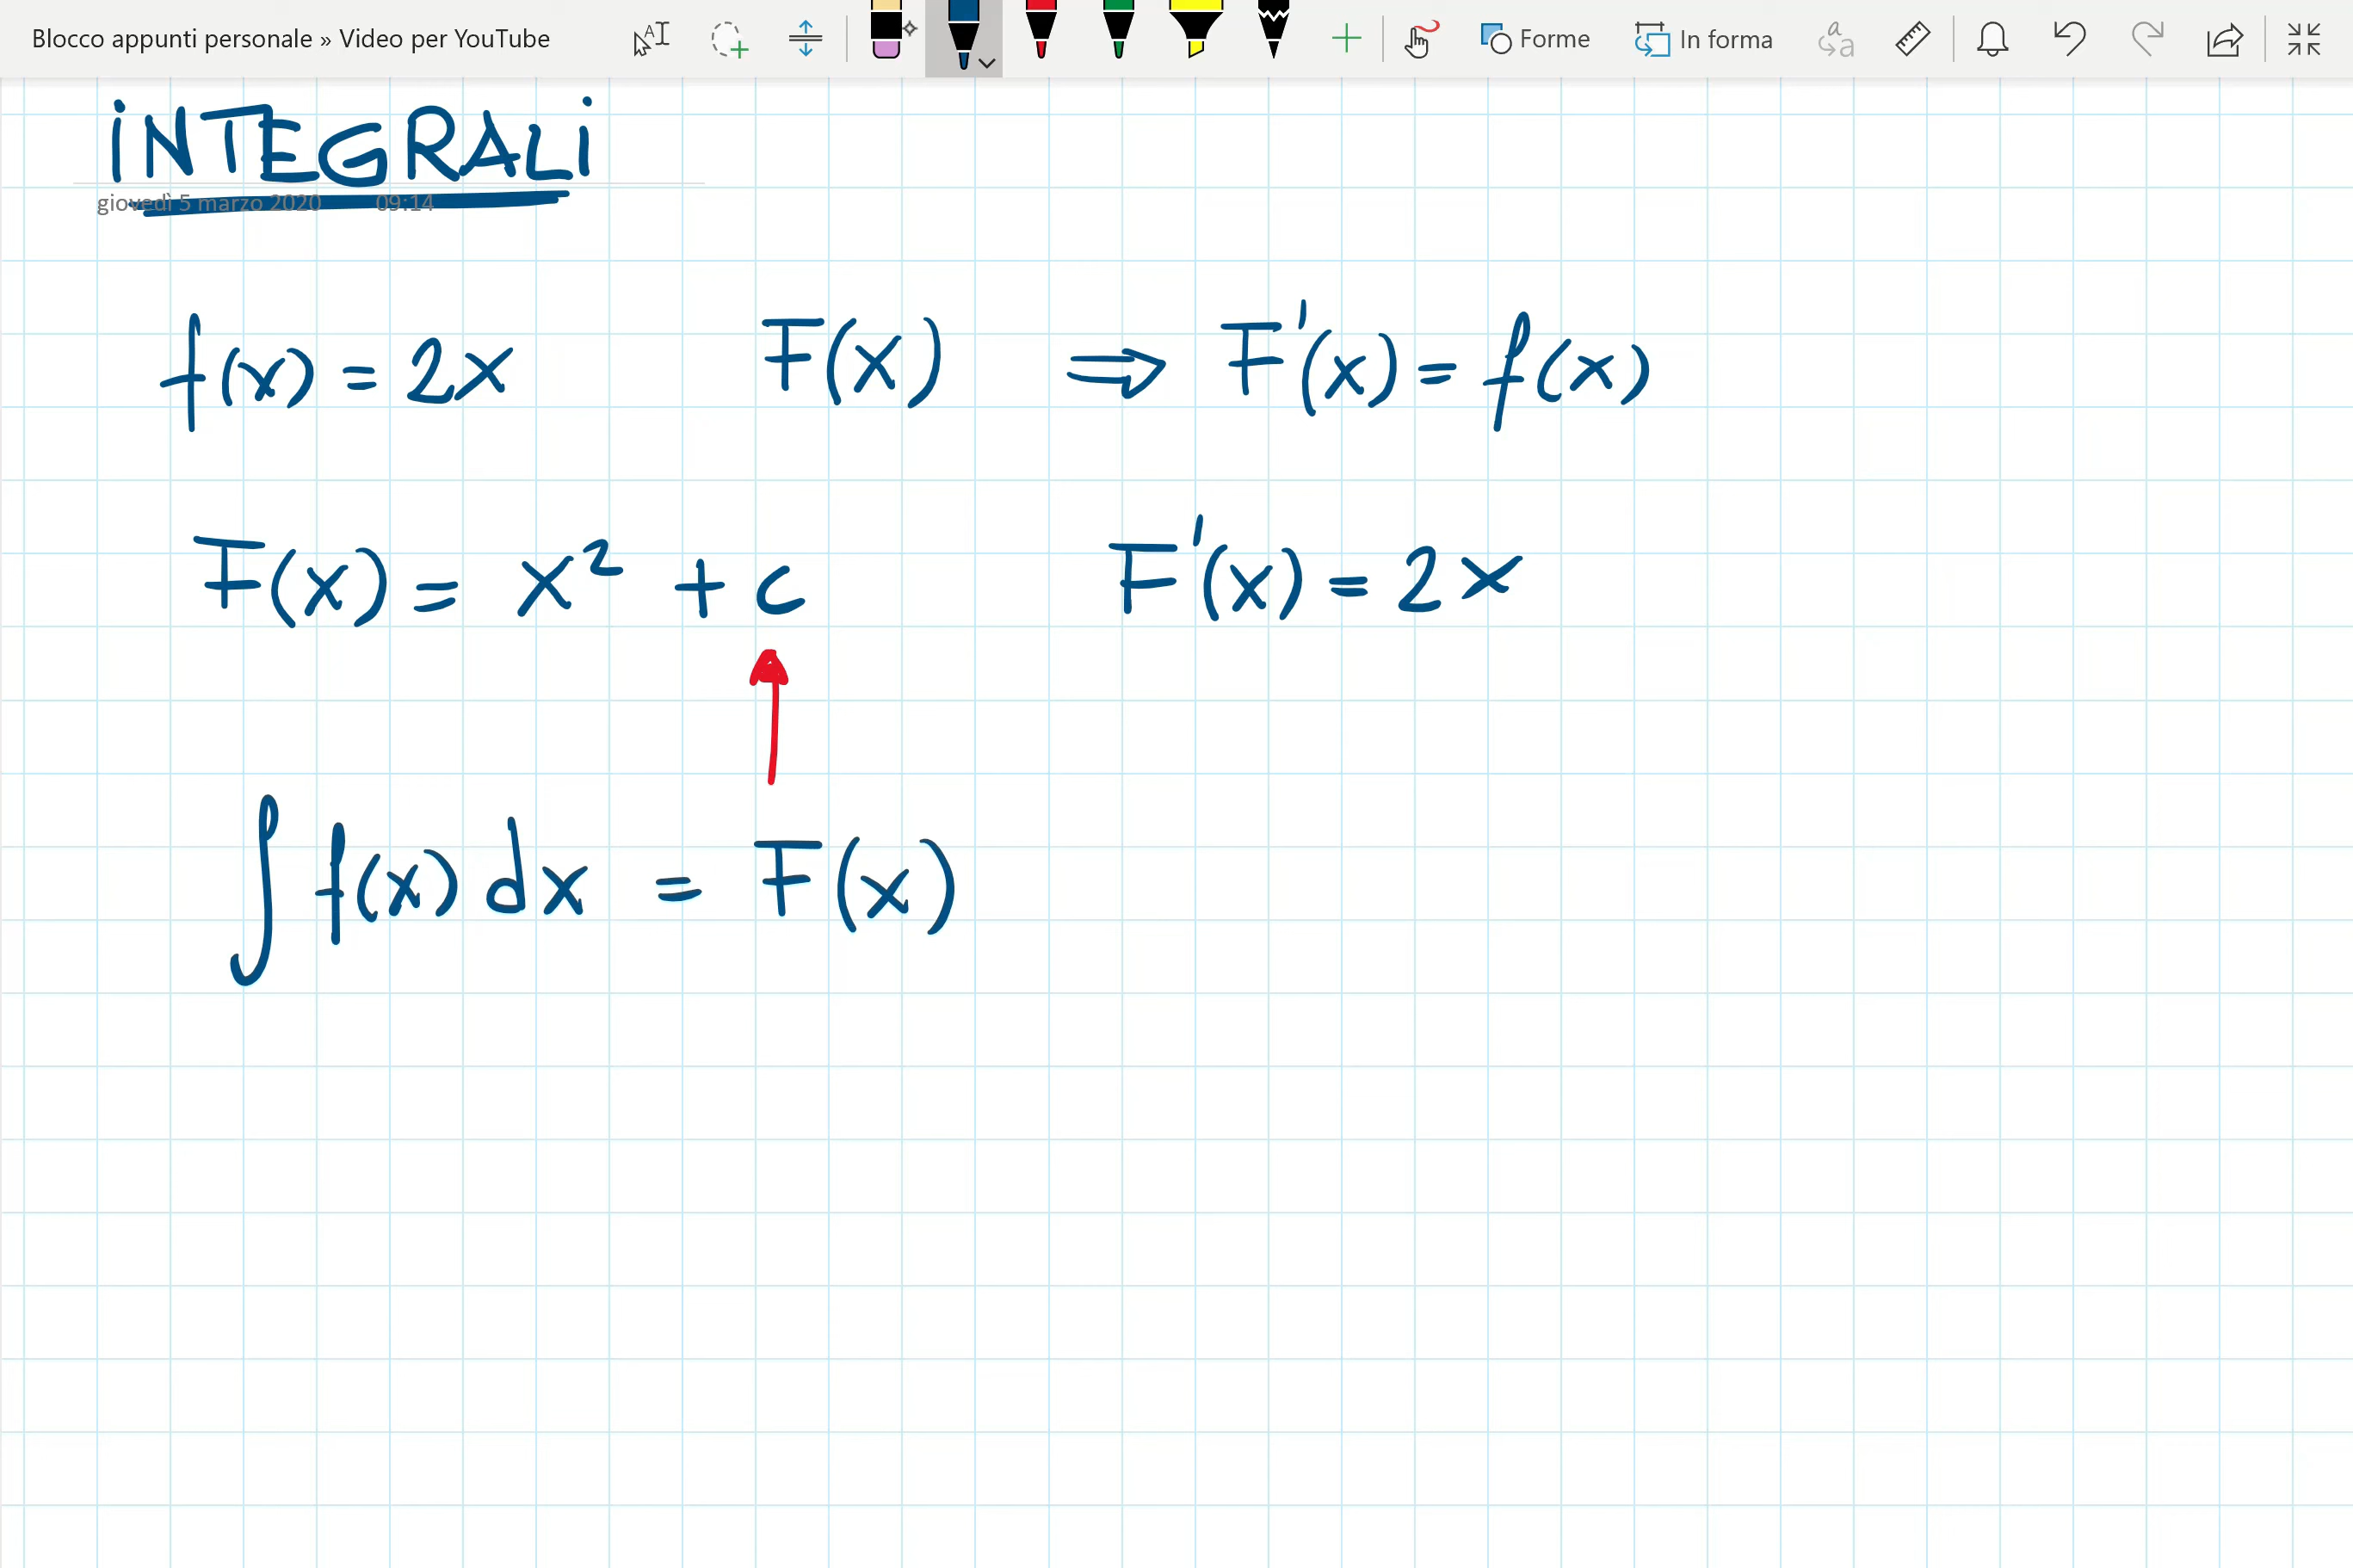 Blocco appunti personale » Video per YouTube Forme In forma
INTEGRALI
giovedì 5 marzo 2020 09:14
f(x) = 2x F(x) ⇒ F'(x) = f(x)
F(x) = x² + c F'(x) = 2x
∫ f(x) dx = F(x)